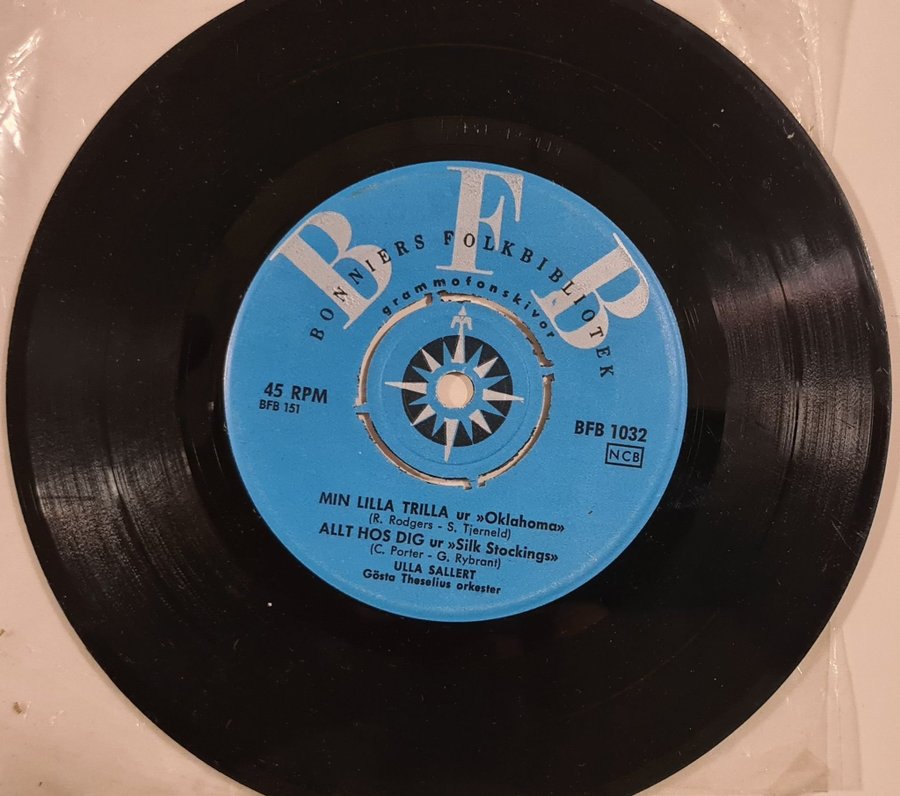 B F B
BONNIERS FOLKBIBLIOTEK
grammofonskivor
45 RPM
BFB 151
BFB 1032
NCB
MIN LILLA TRILLA ur »Oklahoma»
(R. Rodgers - S. Tjerneld)
ALLT HOS DIG ur »Silk Stockings»
(C. Porter - G. Rybrant)
ULLA SALLERT
Gösta Theselius orkester